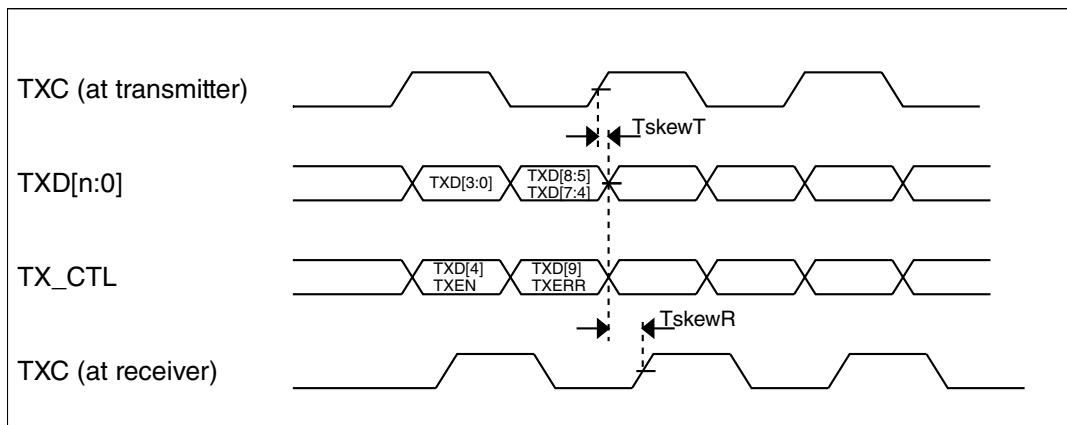 TXC (at transmitter)
TskewT
TXD[n:0]
TXD[3:0]
TXD[8:5]
TXD[7:4]
TX_CTL
TXD[4]
TXEN
TXD[9]
TXERR
TskewR
TXC (at receiver)